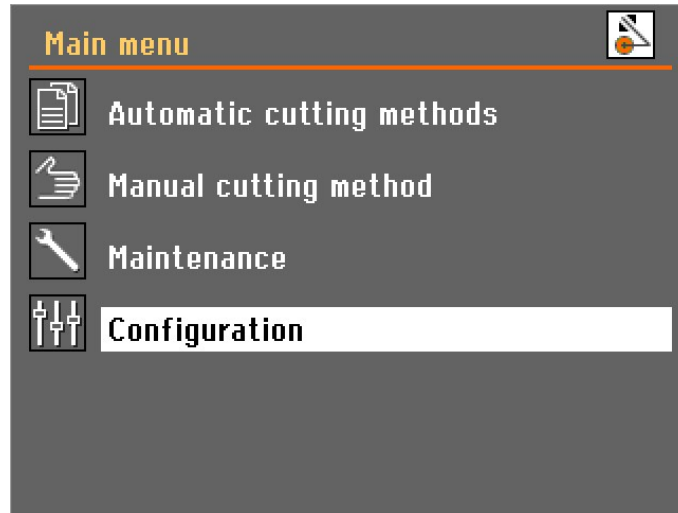 Main menu
Automatic cutting methods
Manual cutting method
Maintenance
Configuration